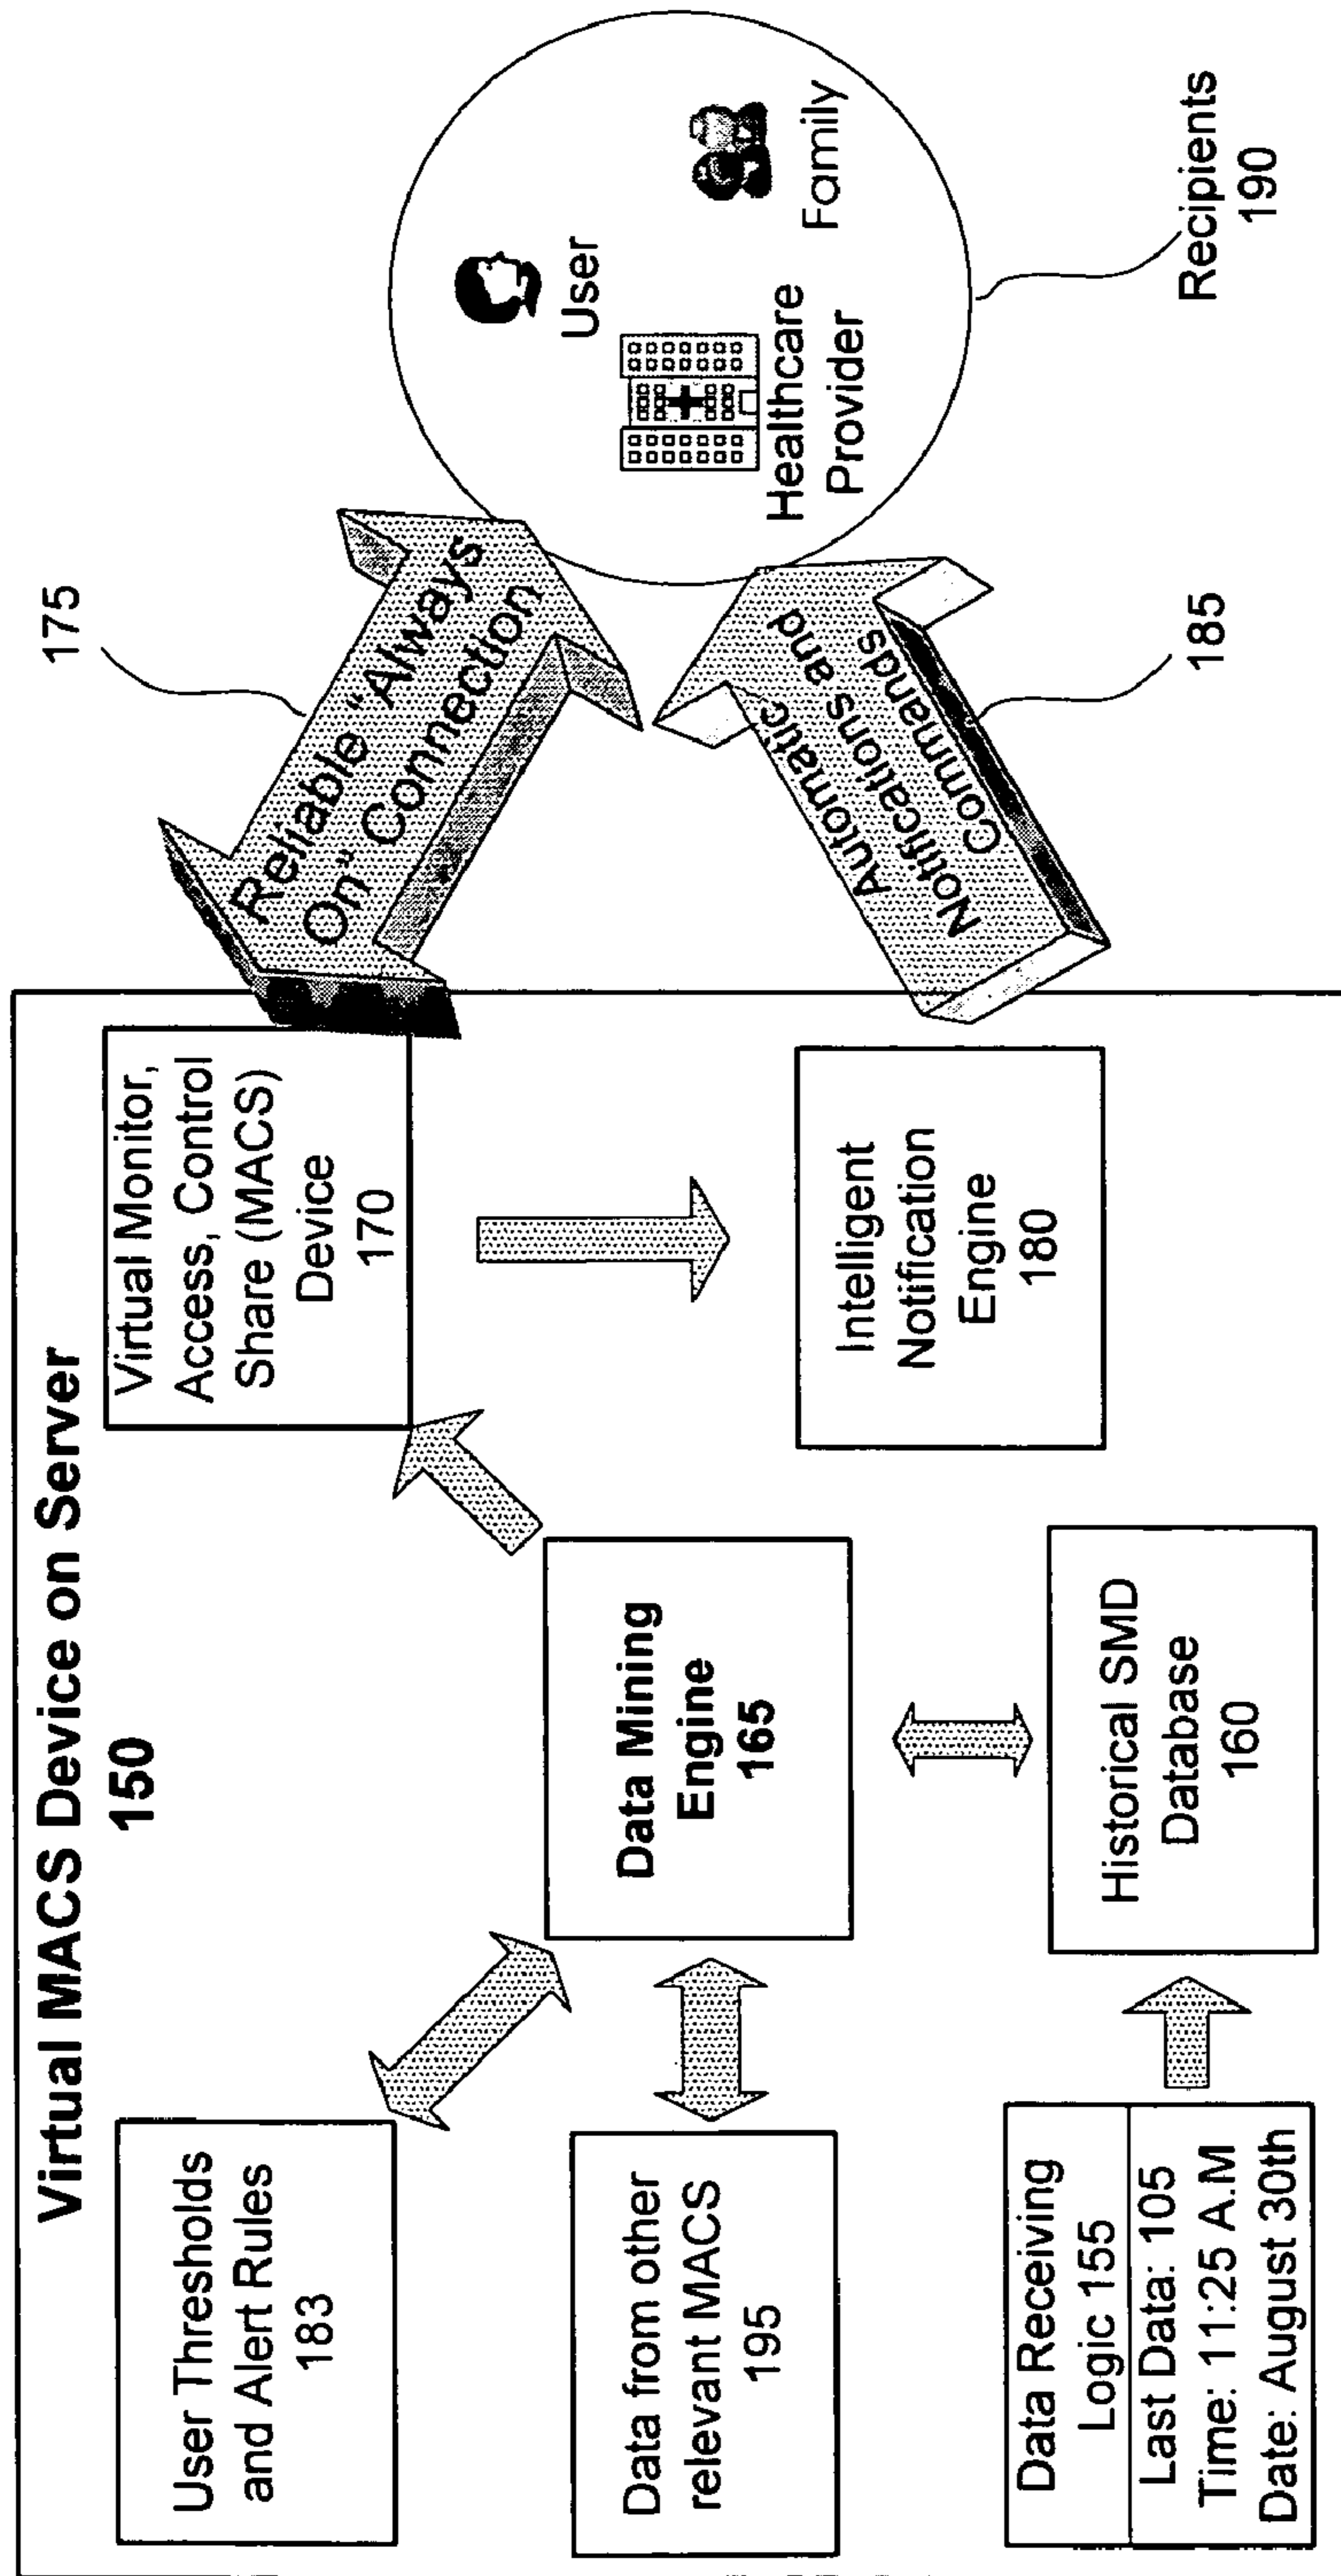 Virtual MACS Device on Server
150
User Thresholds
and Alert Rules
183
Data from other
relevant MACS
195
Data Receiving
Logic 155
Last Data: 105
Time: 11:25 A.M
Date: August 30th
Data Mining
Engine
165
Historical SMD
Database
160
Virtual Monitor,
Access, Control
Share (MACS)
Device
170
Intelligent
Notification
Engine
180
175
Reliable "Always
On" Connection
Automatic
Notifications and
Commands
185
User
Healthcare
Provider
Family
Recipients
190